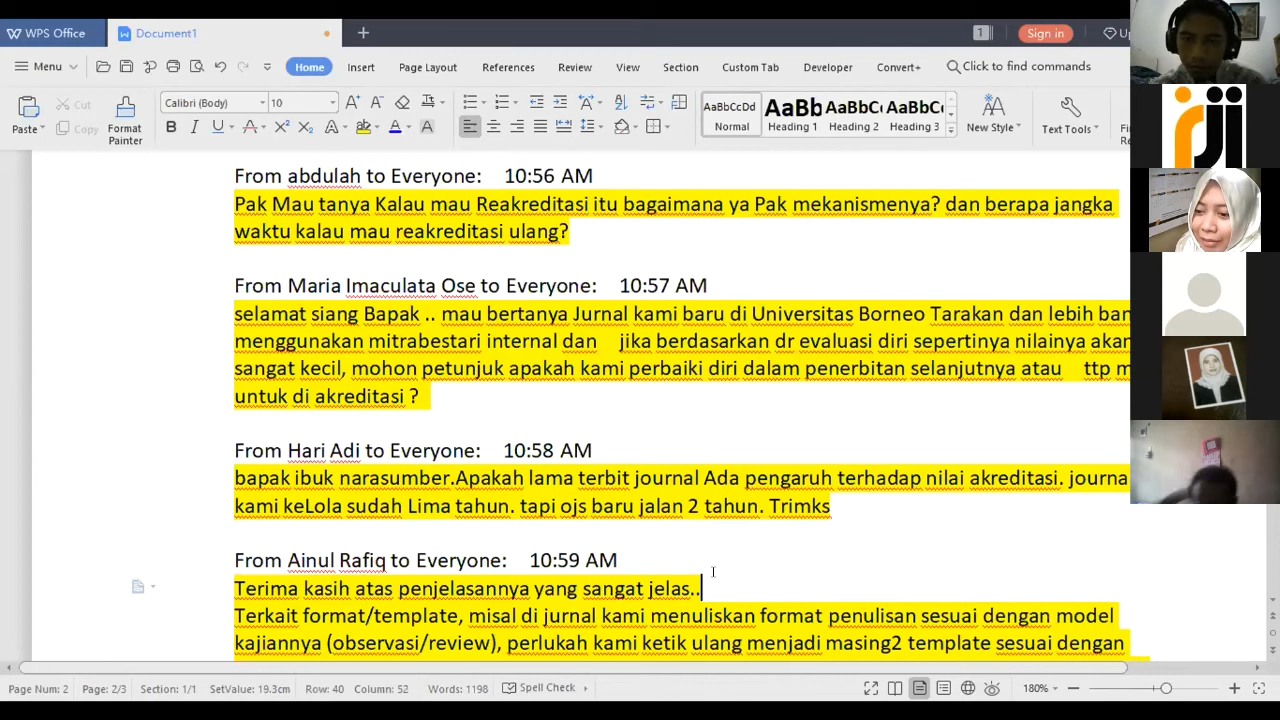 WPS Office
Document1
1
Sign in
Menu
Home
Insert
Page Layout
References
Review
View
Section
Custom Tab
Developer
Convert+
Click to find commands
Paste
Cut
Copy
Format Painter
Calibri (Body)
10
AaBbCcDd
Normal
AaBb
Heading 1
AaBbC
Heading 2
AaBbC
Heading 3
New Style
Text Tools
From abdulah to Everyone: 10:56 AM
Pak Mau tanya Kalau mau Reakreditasi itu bagaimana ya Pak mekanismenya? dan berapa jangka
waktu kalau mau reakreditasi ulang?
From Maria Imaculata Ose to Everyone: 10:57 AM
selamat siang Bapak .. mau bertanya Jurnal kami baru di Universitas Borneo Tarakan dan lebih
menggunakan mitrabestari internal dan jika berdasarkan dr evaluasi diri sepertinya nilainya akan
sangat kecil, mohon petunjuk apakah kami perbaiki diri dalam penerbitan selanjutnya atau ttp
untuk di akreditasi ?
From Hari Adi to Everyone: 10:58 AM
bapak ibuk narasumber.Apakah lama terbit journal Ada pengaruh terhadap nilai akreditasi. journa
kami keLola sudah Lima tahun. tapi ojs baru jalan 2 tahun. Trimks
From Ainul Rafiq to Everyone: 10:59 AM
Terima kasih atas penjelasannya yang sangat jelas..
Terkait format/template, misal di jurnal kami menuliskan format penulisan sesuai dengan model
kajiannya (observasi/review), perlukah kami ketik ulang menjadi masing2 template sesuai dengan
Page Num: 2
Page: 2/3
Section: 1/1
SetValue: 19.3cm
Row: 40
Column: 52
Words: 1198
Spell Check
180%